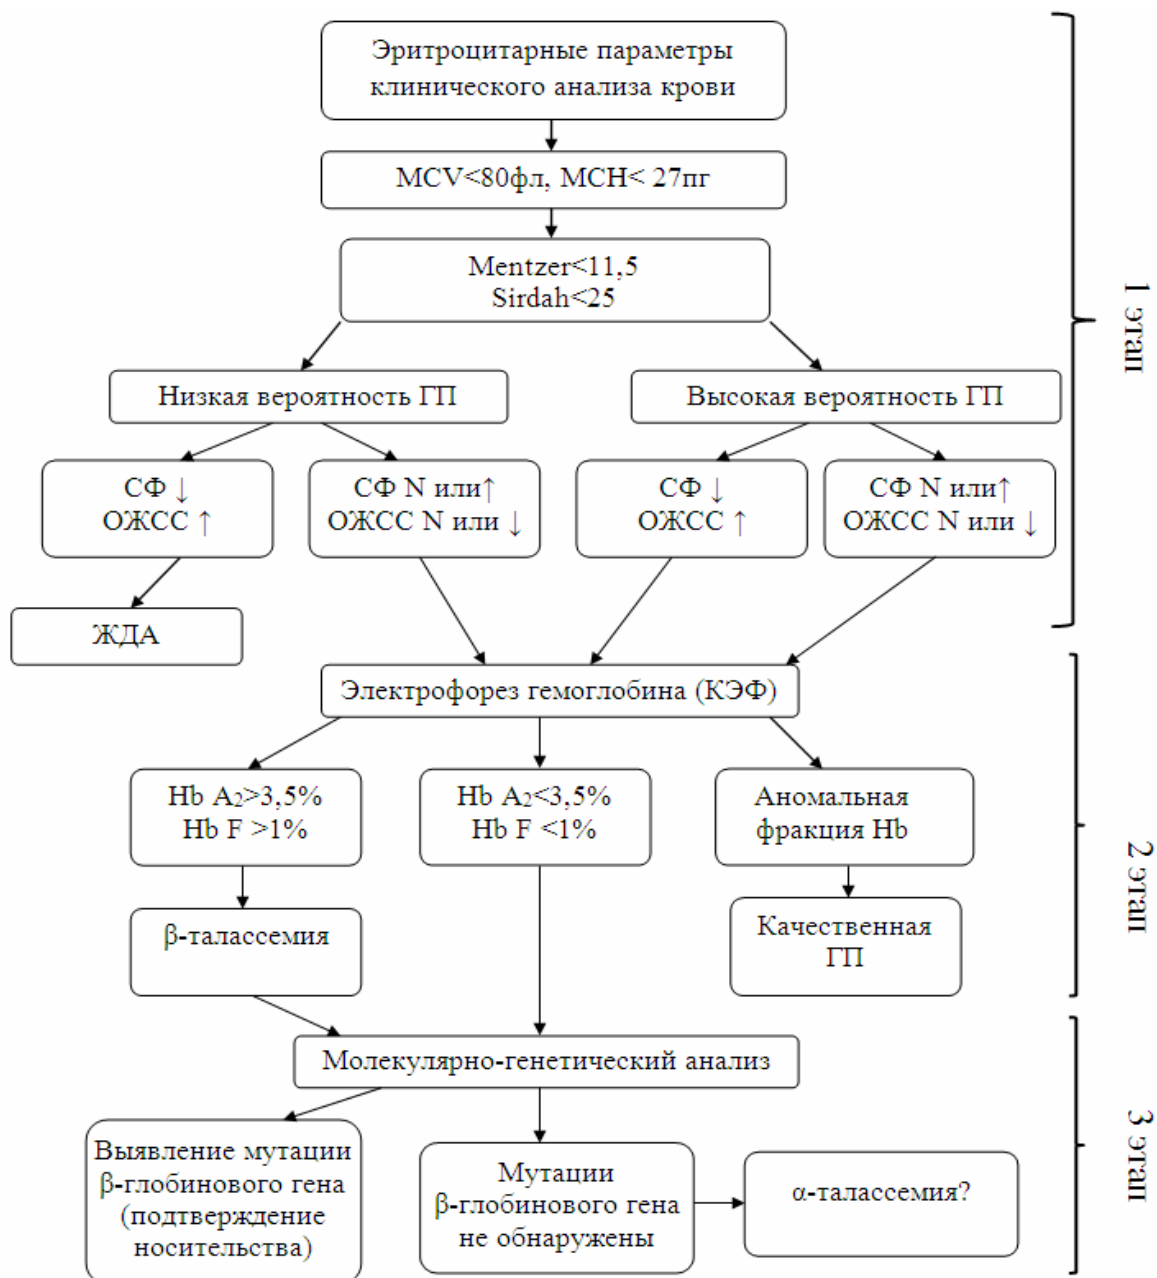 Эритроцитарные параметры
клинического анализа крови
MCV<80фл, MCH< 27пг
Mentzer<11,5
Sirdah<25
1 этап
Низкая вероятность ГП
Высокая вероятность ГП
СФ ↓
ОЖСС ↑
СФ N или↑
ОЖСС N или ↓
СФ ↓
ОЖСС ↑
СФ N или↑
ОЖСС N или ↓
ЖДА
Электрофорез гемоглобина (КЭФ)
Hb A₂>3,5%
Hb F >1%
Hb A₂<3,5%
Hb F <1%
Аномальная
фракция Hb
2 этап
β-талассемия
Качественная
ГП
Молекулярно-генетический анализ
3 этап
Выявление мутации
β-глобинового гена
(подтверждение
носительства)
Мутации
β-глобинового гена
не обнаружены
α-талассемия?